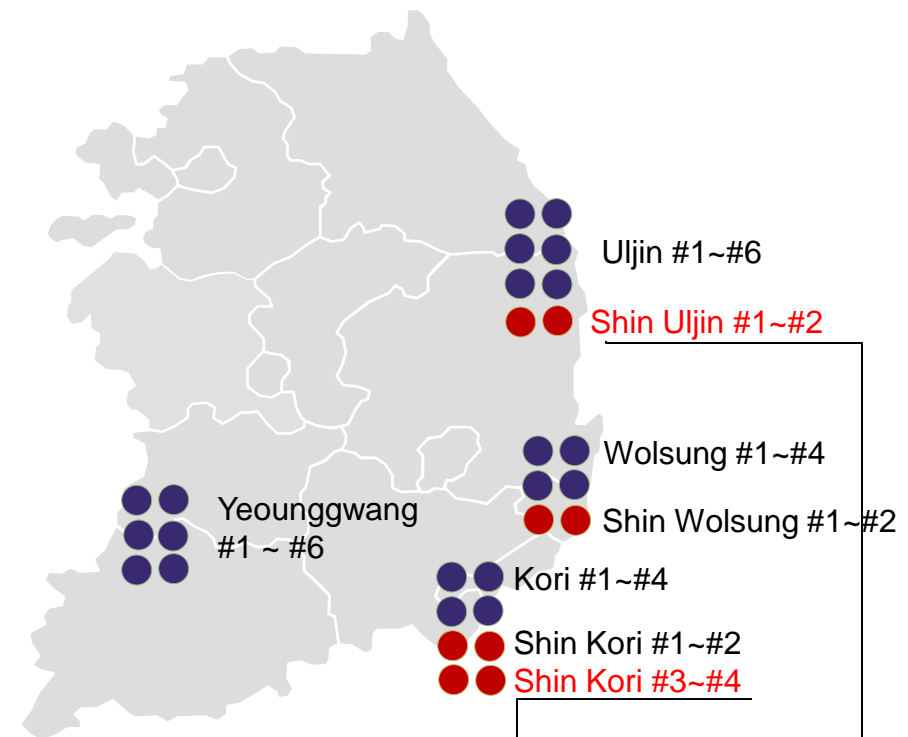 Uljin #1~#6
Shin Uljin #1~#2
Wolsung #1~#4
Shin Wolsung #1~#2
Yeounggwang
#1 ~ #6
Kori #1~#4
Shin Kori #1~#2
Shin Kori #3~#4